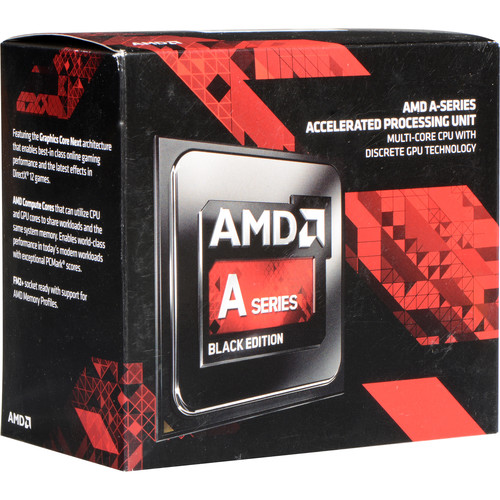 AMD
Featuring the Graphics Core Next architecture
that enables best-in class online gaming
performance and the latest effects in
DirectX® 12 games.
AMD Compute Cores that can utilize CPU
and GPU cores to share workloads and the
same system memory. Enables world-class
performance in today's modern workloads
with exceptional PCMark® scores.
FM2+ socket ready with support for
AMD Memory Profiles.
AMD
AMD A-SERIES
ACCELERATED PROCESSING UNIT
MULTI-CORE CPU WITH
DISCRETE GPU TECHNOLOGY
AMD
A SERIES
BLACK EDITION